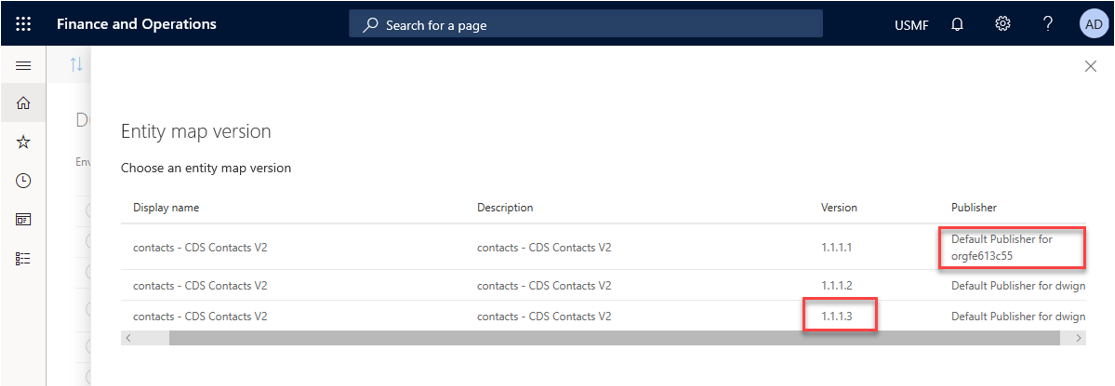 Finance and Operations
Search for a page
USMF
?
AD
Entity map version
Env
Choose an entity map version
Display name Description Version Publisher
contacts - CDS Contacts V2 contacts - CDS Contacts V2 1.1.1.1 Default Publisher for
orgfe613c55
contacts - CDS Contacts V2 contacts - CDS Contacts V2 1.1.1.2 Default Publisher for dwign
contacts - CDS Contacts V2 contacts - CDS Contacts V2 1.1.1.3 Default Publisher for dwign